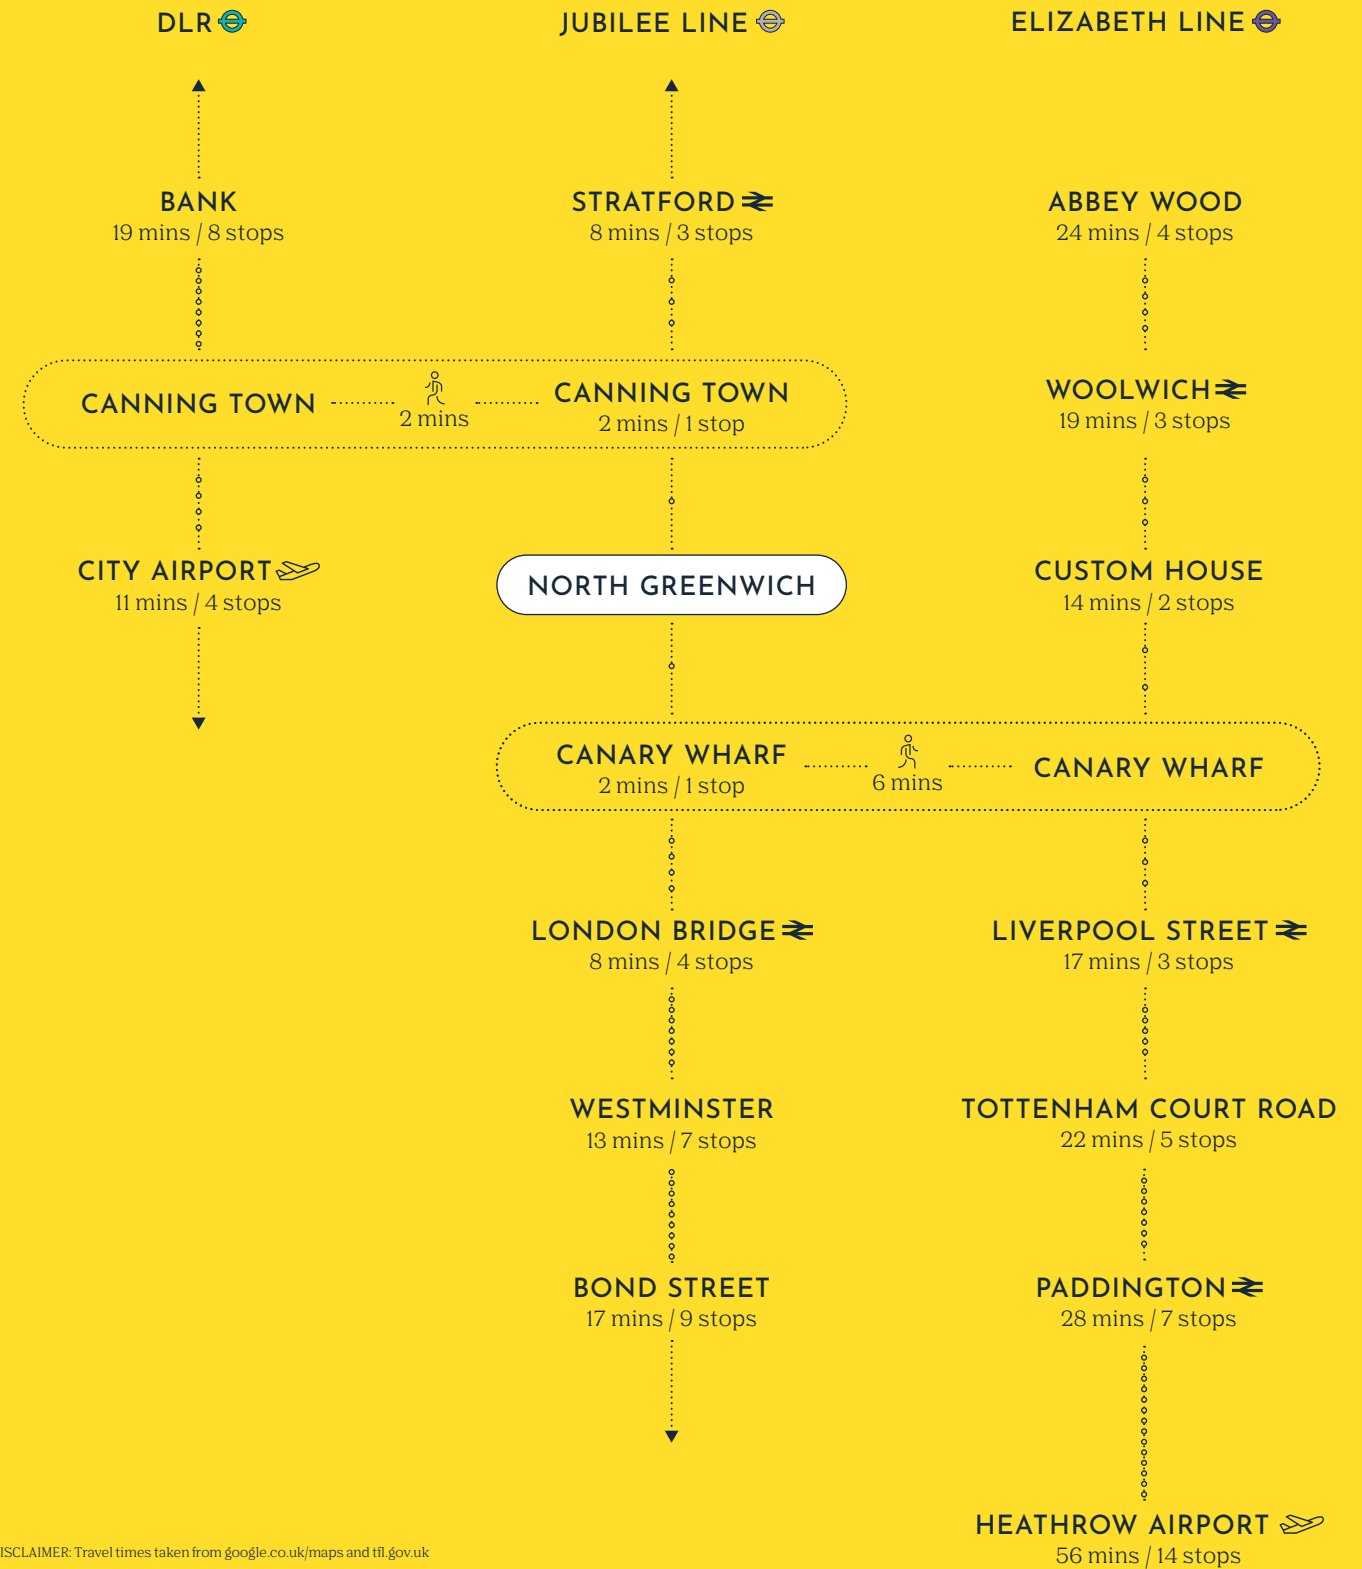 DLR
JUBILEE LINE
ELIZABETH LINE
BANK
19 mins / 8 stops
STRATFORD
8 mins / 3 stops
ABBEY WOOD
24 mins / 4 stops
CANNING TOWN
2 mins
CANNING TOWN
2 mins / 1 stop
WOOLWICH
19 mins / 3 stops
CITY AIRPORT
11 mins / 4 stops
NORTH GREENWICH
CUSTOM HOUSE
14 mins / 2 stops
CANARY WHARF
2 mins / 1 stop
6 mins
CANARY WHARF
LONDON BRIDGE
8 mins / 4 stops
LIVERPOOL STREET
17 mins / 3 stops
WESTMINSTER
13 mins / 7 stops
TOTTENHAM COURT ROAD
22 mins / 5 stops
BOND STREET
17 mins / 9 stops
PADDINGTON
28 mins / 7 stops
HEATHROW AIRPORT
56 mins / 14 stops
ISCLAIMER: Travel times taken from google.co.uk/maps and tfl.gov.uk